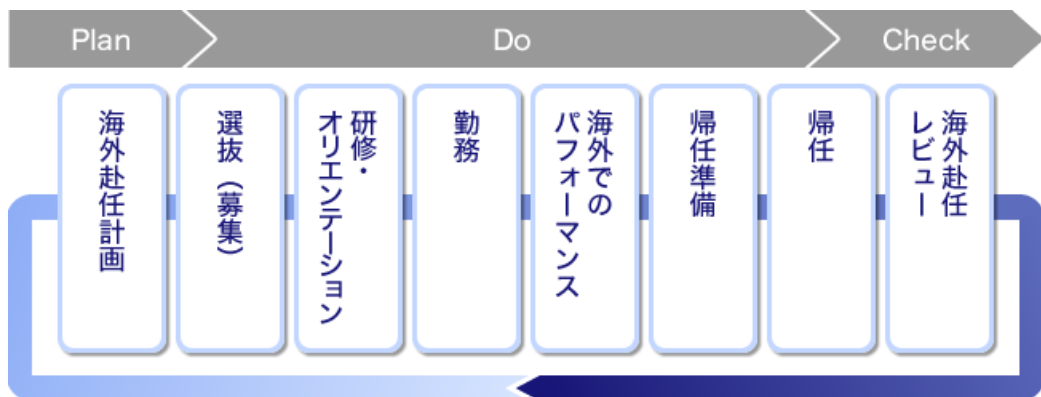 Plan
Do
Check
海外赴任計画
選抜（募集）
研修・
オリエンテーション
勤務
海外での
パフォーマンス
帰任準備
帰任
海外赴任
レビュー